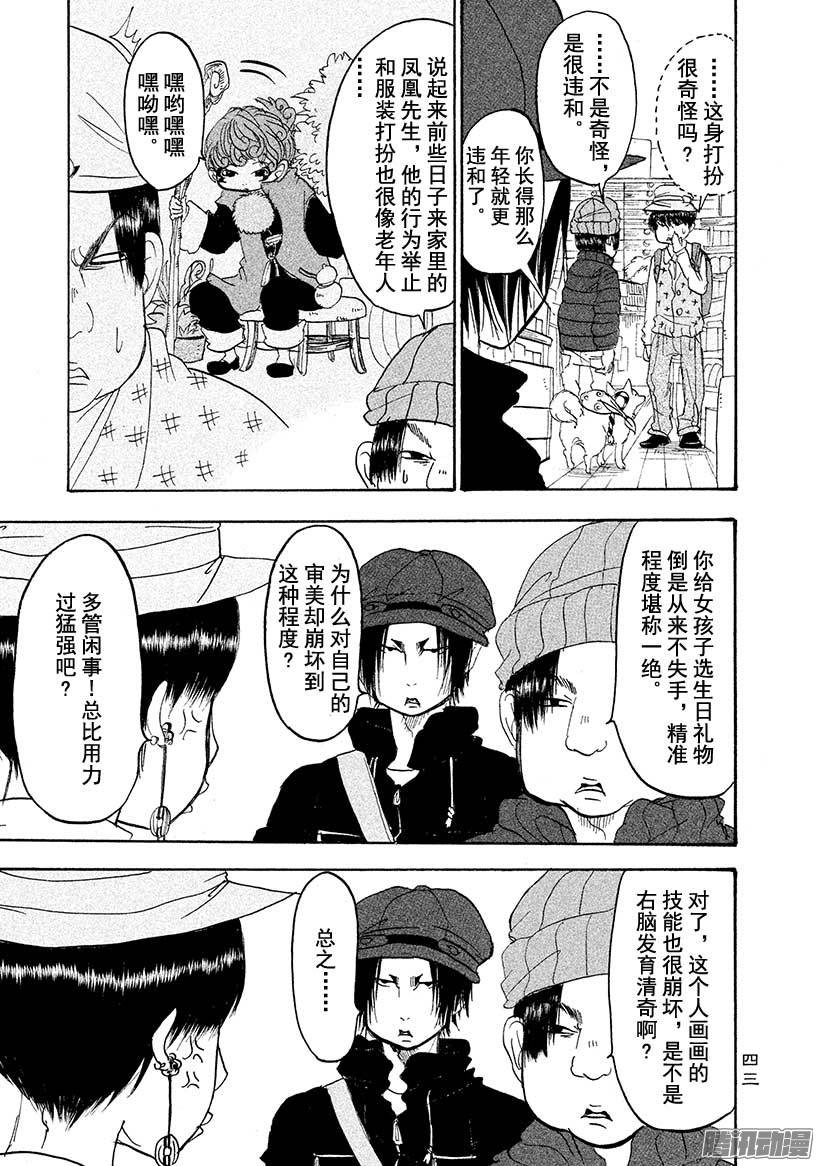 ……这身打扮
很奇怪吗？
……不是奇怪，
是很违和。
你长得那么
年轻就更
违和了。
说起来前些日子来家里的
凤凰先生，他的行为举止
和服装打扮也很像老年人
……
嘿哟嘿嘿
嘿呦嘿。
你给女孩子选生日礼物
倒是从来不失手，精准
程度堪称一绝。
为什么对自己的
审美却崩坏到
这种程度？
多管闲事！总比用力
过猛强吧？
对了，这个人画画的
技能也很崩坏，是不是
右脑发育清奇啊？
总之……
四三
腾讯动漫